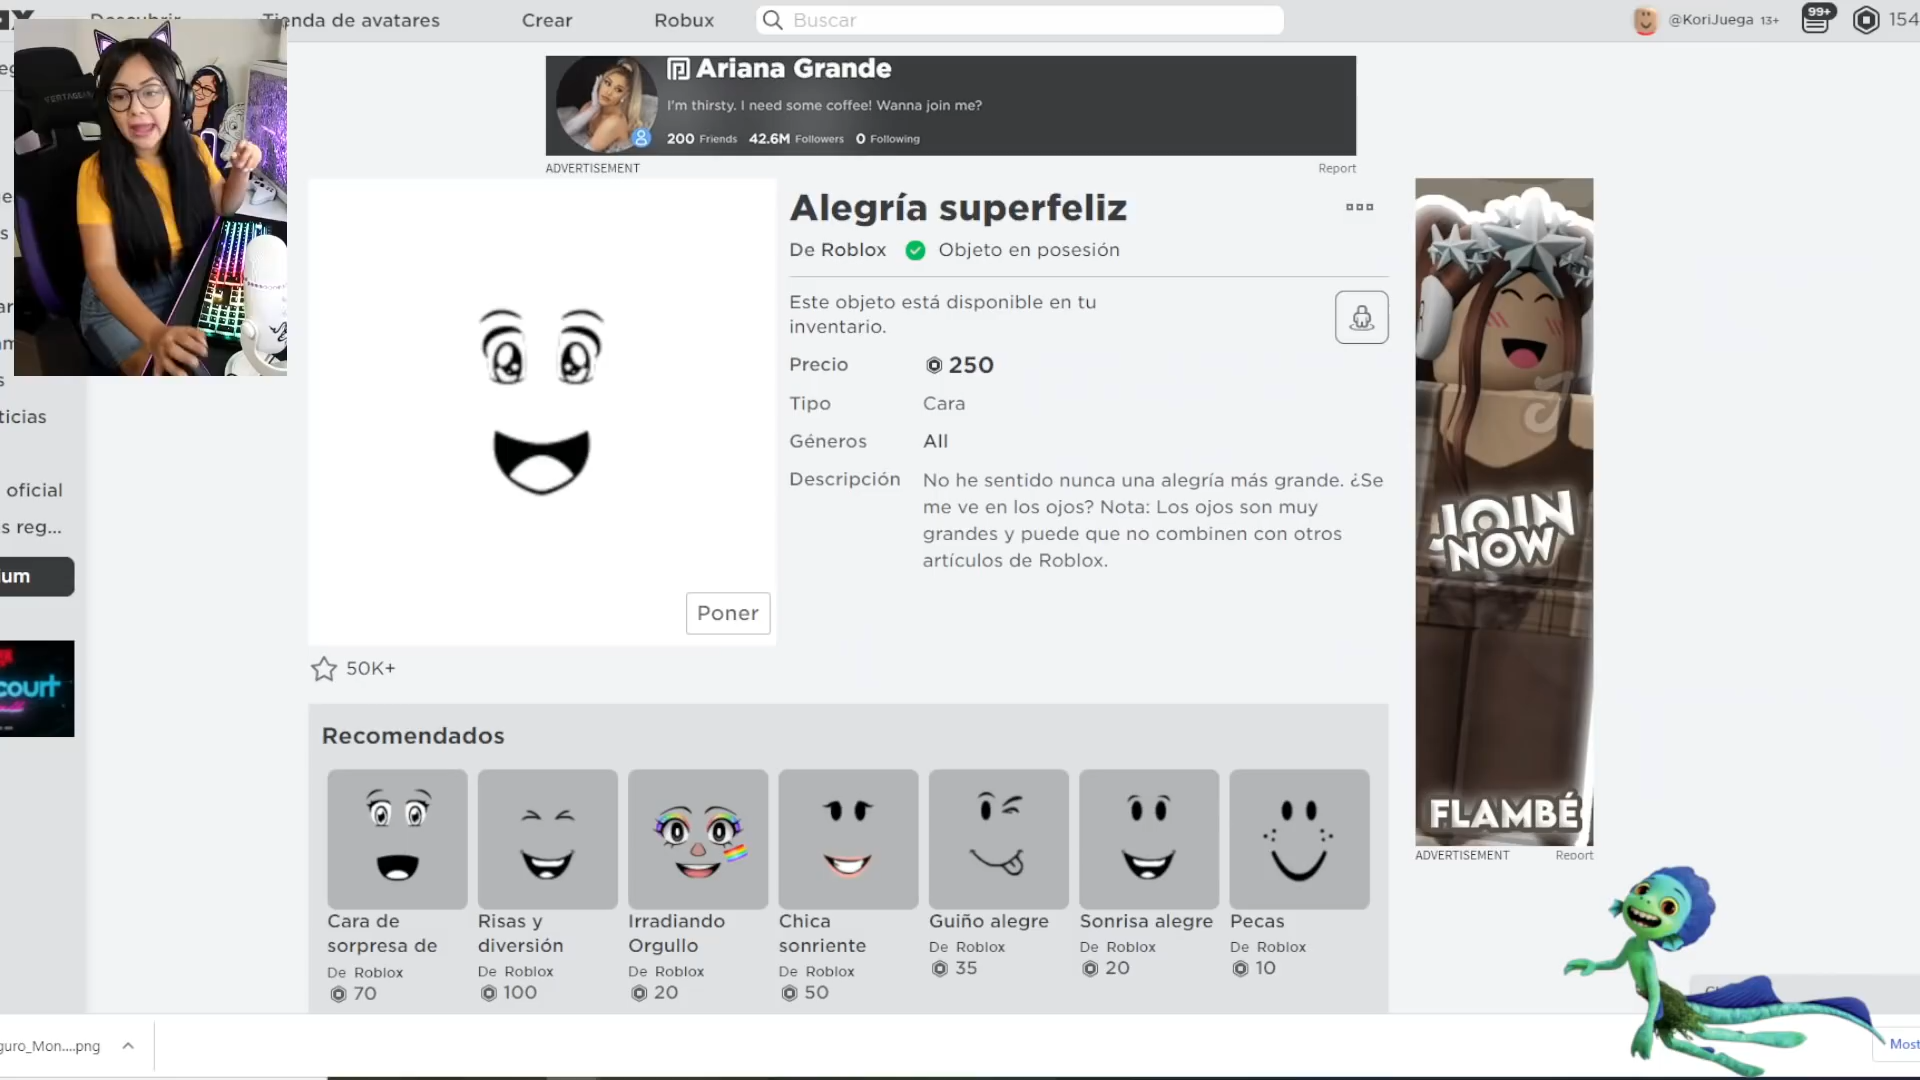 Tienda de avatares
Crear
Robux
Buscar
@KoriJuega 13+
99+
154
Ariana Grande
I'm thirsty. I need some coffee! Wanna join me?
200 Friends 42.6M Followers 0 Following
ADVERTISEMENT
Report
Alegría superfeliz
De Roblox Objeto en posesión
Este objeto está disponible en tu
inventario.
Precio 250
Tipo Cara
Géneros All
Descripción No he sentido nunca una alegría más grande. ¿Se
me ve en los ojos? Nota: Los ojos son muy
grandes y puede que no combinen con otros
artículos de Roblox.
Poner
50K+
JOIN
NOW
FLAMBÉ
ADVERTISEMENT
Report
ticias
oficial
s reg...
ium
court
Recomendados
Cara de
sorpresa de
De Roblox
70
Risas y
diversión
De Roblox
100
Irradiando
Orgullo
De Roblox
20
Chica
sonriente
De Roblox
50
Guiño alegre
De Roblox
35
Sonrisa alegre
De Roblox
20
Pecas
De Roblox
10
guro_Mon....png
Most